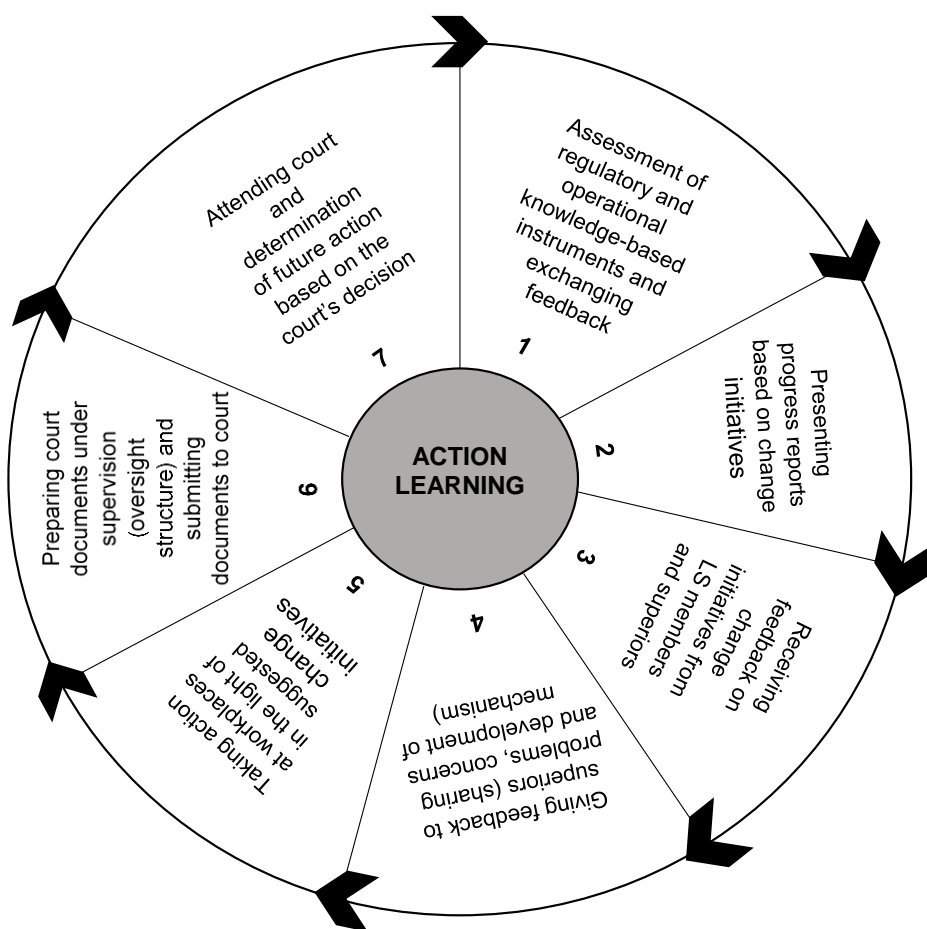 ACTION
LEARNING
1
Assessment of
regulatory and
operational
knowledge-based
instruments and
exchanging
feedback
2
Presenting
progress reports
based on change
initiatives
3
Receiving
feedback on
change
initiatives from
LS members
and superiors
4
Giving feedback to
superiors (sharing
problems, concerns
and development of
mechanism)
5
Taking action
at workplaces
in the light of
suggested
change
initiatives
6
Preparing court
documents under
supervision
(oversight
structure) and
submitting
documents to court
7
Attending court
and
determination
of future action
based on the
court's decision